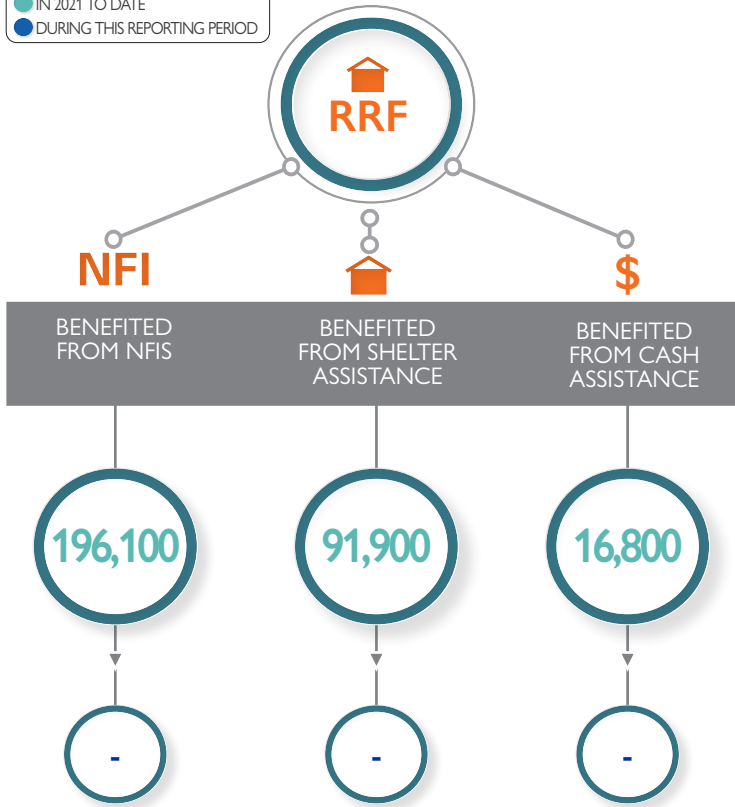 IN 2021 TO DATE
DURING THIS REPORTING PERIOD
RRF
NFI
$
BENEFITED
FROM NFIS
BENEFITED
FROM SHELTER
ASSISTANCE
BENEFITED
FROM CASH
ASSISTANCE
196,100
91,900
16,800
-
-
-